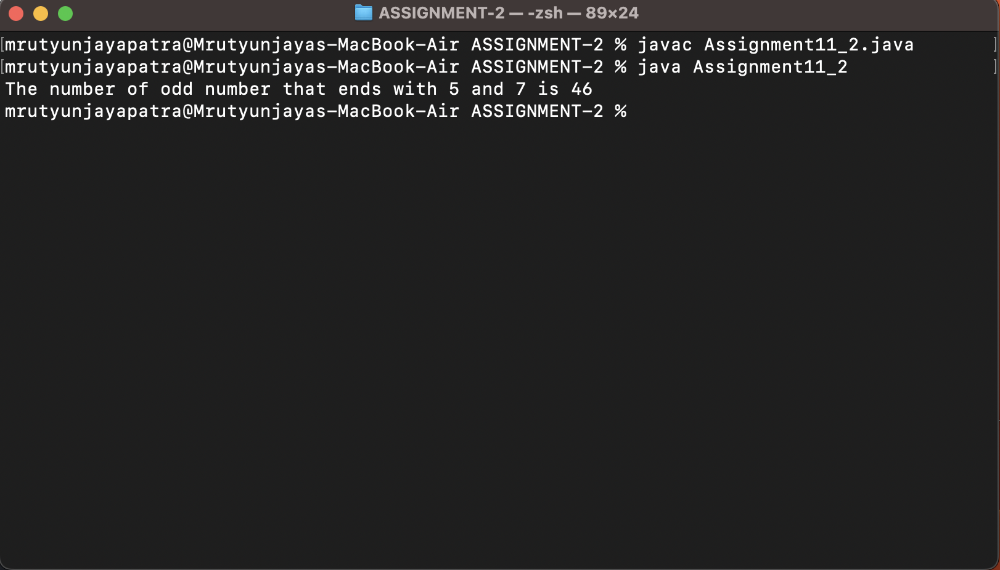 ASSIGNMENT-2 — -zsh — 89×24
[mrutyunjayapatra@Mrutyunjayas-MacBook-Air ASSIGNMENT-2 % javac Assignment11_2.java ]
[mrutyunjayapatra@Mrutyunjayas-MacBook-Air ASSIGNMENT-2 % java Assignment11_2 ]
The number of odd number that ends with 5 and 7 is 46
mrutyunjayapatra@Mrutyunjayas-MacBook-Air ASSIGNMENT-2 %